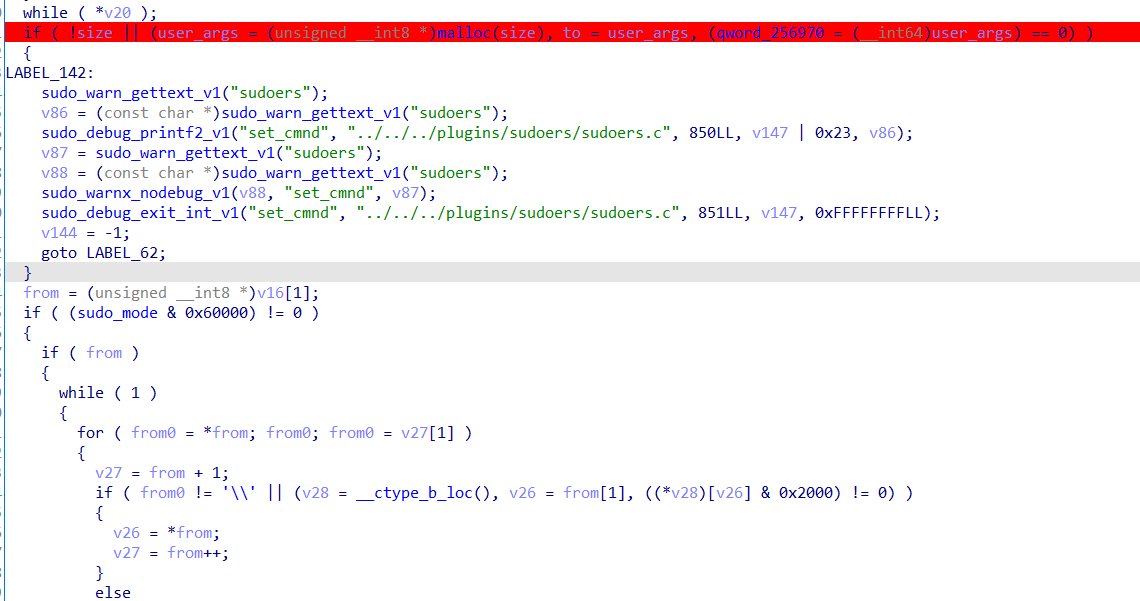 while ( *v20 );
if ( !size || (user_args = (unsigned __int8 *)malloc(size), to = user_args, (qword_256970 = (__int64)user_args) == 0) )
{
LABEL_142:
sudo_warn_gettext_v1("sudoers");
v86 = (const char *)sudo_warn_gettext_v1("sudoers");
sudo_debug_printf2_v1("set_cmnd", "../../../plugins/sudoers/sudoers.c", 850LL, v147 | 0x23, v86);
v87 = sudo_warn_gettext_v1("sudoers");
v88 = (const char *)sudo_warn_gettext_v1("sudoers");
sudo_warnx_nodebug_v1(v88, "set_cmnd", v87);
sudo_debug_exit_int_v1("set_cmnd", "../../../plugins/sudoers/sudoers.c", 851LL, v147, 0xFFFFFFFFLL);
v144 = -1;
goto LABEL_62;
}
from = (unsigned __int8 *)v16[1];
if ( (sudo_mode & 0x60000) != 0 )
{
if ( from )
{
while ( 1 )
{
for ( from0 = *from; from0; from0 = v27[1] )
{
v27 = from + 1;
if ( from0 != '\\' || (v28 = __ctype_b_loc(), v26 = from[1], ((*v28)[v26] & 0x2000) != 0) )
{
v26 = *from;
v27 = from++;
}
else